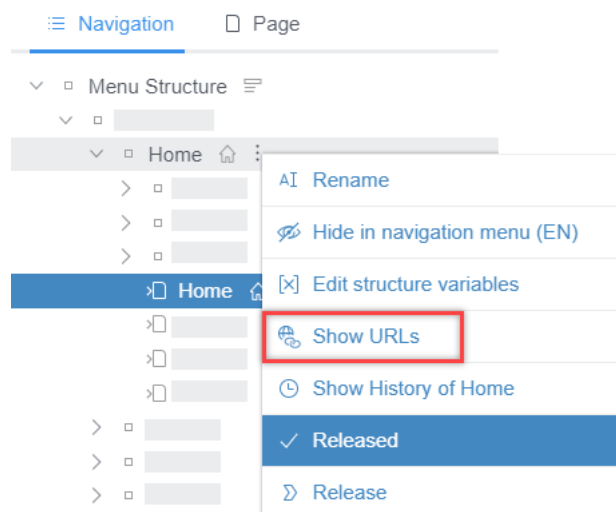 Navigation Page
Menu Structure
Home
Rename
Hide in navigation menu (EN)
Home
Edit structure variables
Show URLs
Show History of Home
Released
Release